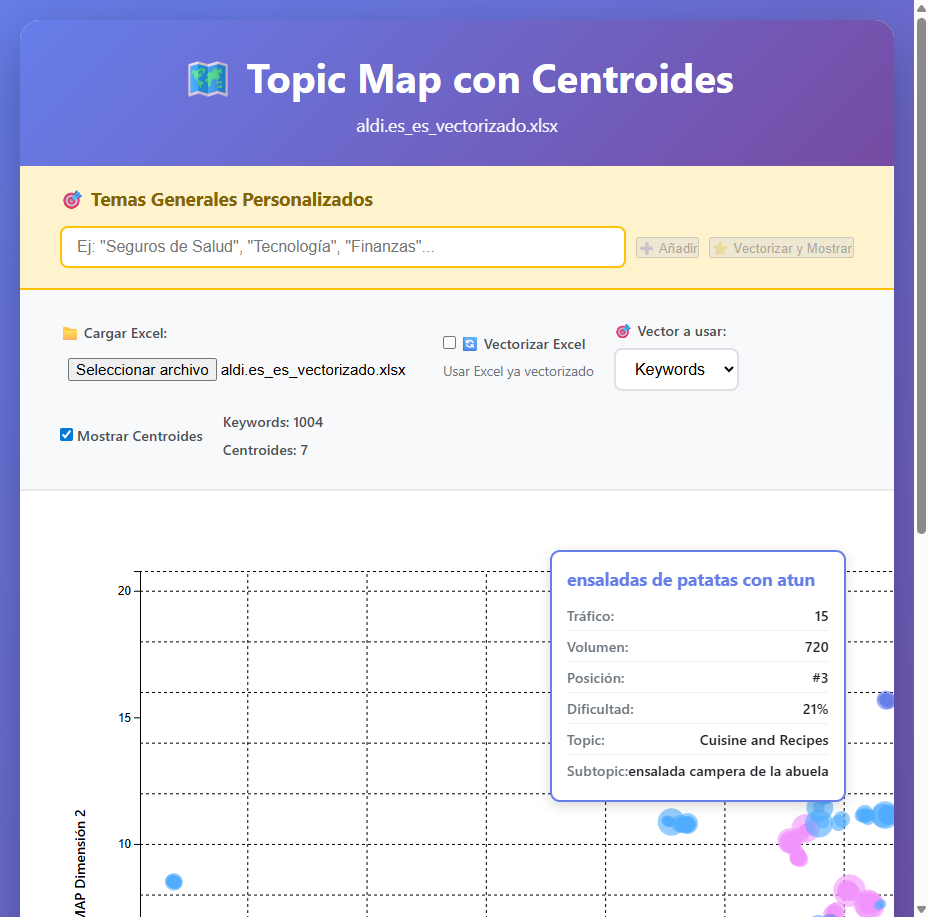 Topic Map con Centroides
aldi.es_es_vectorizado.xlsx
Temas Generales Personalizados
Ej: "Seguros de Salud", "Tecnología", "Finanzas"...
Añadir
Vectorizar y Mostrar
Cargar Excel:
Seleccionar archivo aldi.es_es_vectorizado.xlsx
Vectorizar Excel
Usar Excel ya vectorizado
Vector a usar:
Keywords
Mostrar Centroides
Keywords: 1004
Centroides: 7
ensaladas de patatas con atun
Tráfico: 15
Volumen: 720
Posición: #3
Dificultad: 21%
Topic: Cuisine and Recipes
Subtopic:ensalada campera de la abuela
20
15
10
MAP Dimensión 2